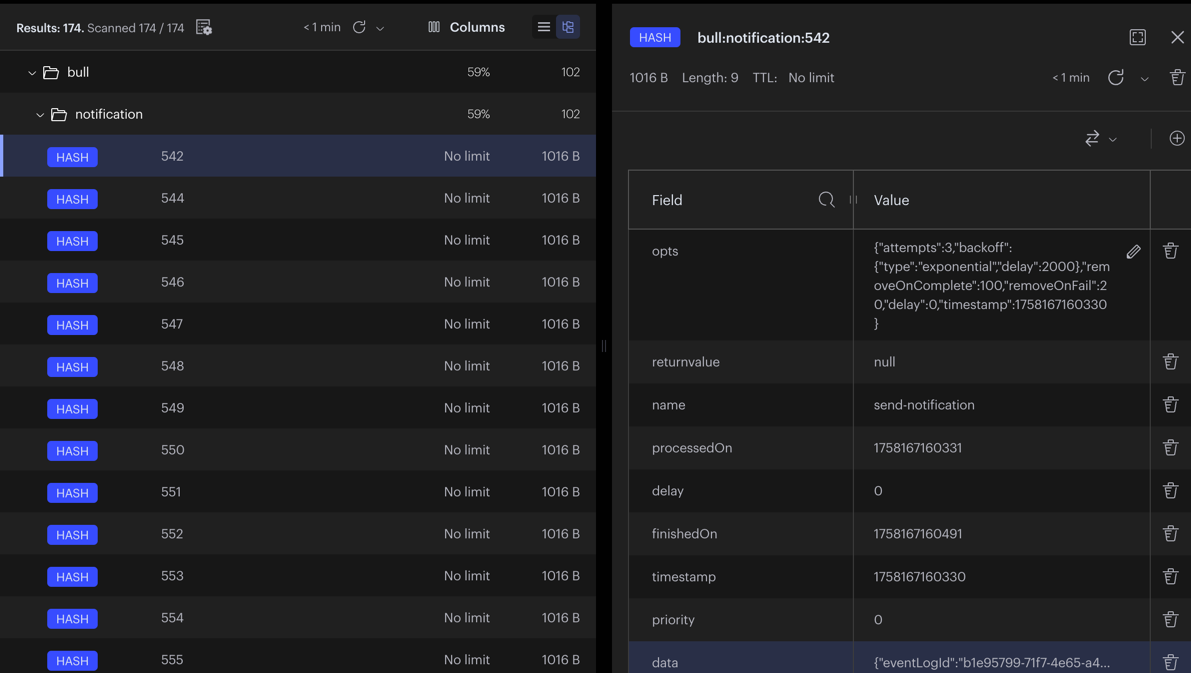 Results: 174. Scanned 174 / 174
< 1 min
Columns
bull 59% 102
notification 59% 102
HASH 542 No limit 1016 B
HASH 544 No limit 1016 B
HASH 545 No limit 1016 B
HASH 546 No limit 1016 B
HASH 547 No limit 1016 B
HASH 548 No limit 1016 B
HASH 549 No limit 1016 B
HASH 550 No limit 1016 B
HASH 551 No limit 1016 B
HASH 552 No limit 1016 B
HASH 553 No limit 1016 B
HASH 554 No limit 1016 B
HASH 555 No limit 1016 B
HASH bull:notification:542
1016 B Length: 9 TTL: No limit < 1 min
Field Value
opts
{"attempts":3,"backoff":
{"type":"exponential""delay":2000},"rem
oveOnComplete":100,"removeOnFail":2
0,"delay":0,"timestamp":1758167160330
}
returnvalue null
name send-notification
processedOn 1758167160331
delay 0
finishedOn 1758167160491
timestamp 1758167160330
priority 0
data {"eventLogId":"b1e95799-71f7-4e65-a4...